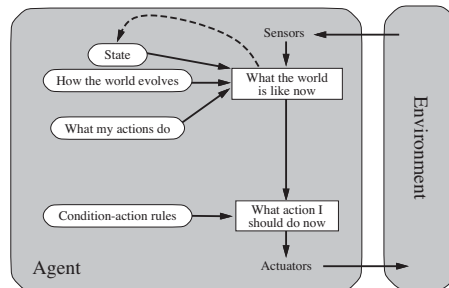 Sensors
State
How the world evolves
What the world
is like now
What my actions do
Environment
Condition-action rules
What action I
should do now
Agent
Actuators